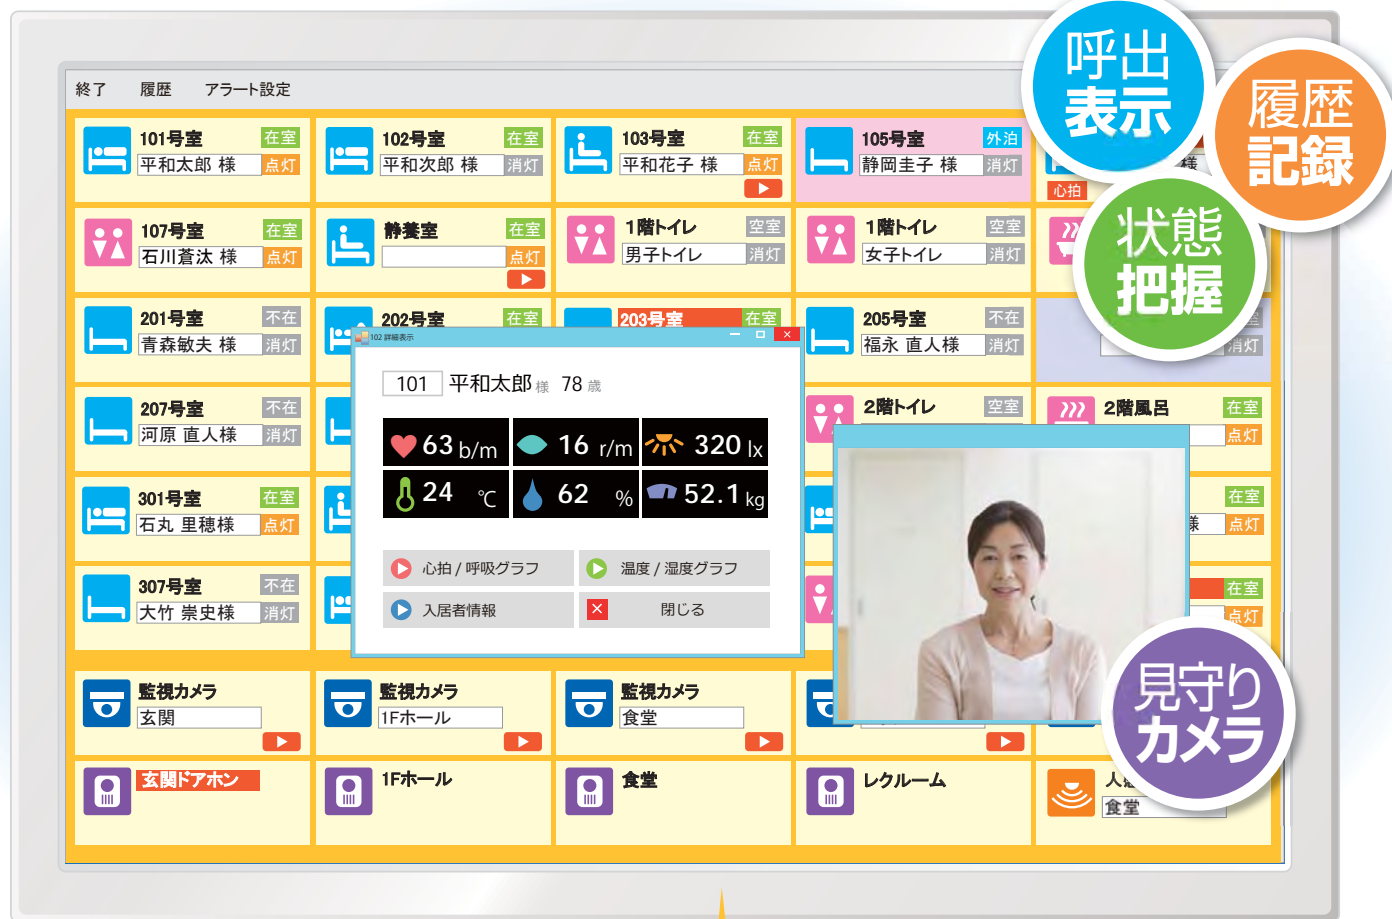 終了 履歴 アラート設定
呼出
表示
履歴
記録
状態
把握
101号室 在室
平和太郎 様 点灯
102号室 在室
平和次郎 様 消灯
103号室 在室
平和花子 様 点灯
105号室 外泊
静岡圭子 様 消灯
様
心拍
107号室 在室
石川蒼汰 様 点灯
静養室 在室
点灯
1階トイレ 空室
男子トイレ 消灯
1階トイレ 空室
女子トイレ 消灯
201号室 不在
青森敏夫 様 消灯
202号室 在室
203号室 在室
205号室 不在
福永 直人様 消灯
消灯
207号室 不在
河原 直人様 消灯
2階トイレ 空室
2階風呂 在室
点灯
301号室 在室
石丸 里穂様 点灯
在室
様 点灯
307号室 不在
大竹 崇史様 消灯
在室
点灯
102 詳細表示
101 平和太郎 様 78 歳
63 b/m 16 r/m 320 lx
24 ℃ 62 % 52.1 kg
心拍 / 呼吸グラフ 温度 / 湿度グラフ
入居者情報 閉じる
見守り
カメラ
監視カメラ
玄関
監視カメラ
1Fホール
監視カメラ
食堂
玄関ドアホン
1Fホール
食堂
レクルーム
食堂